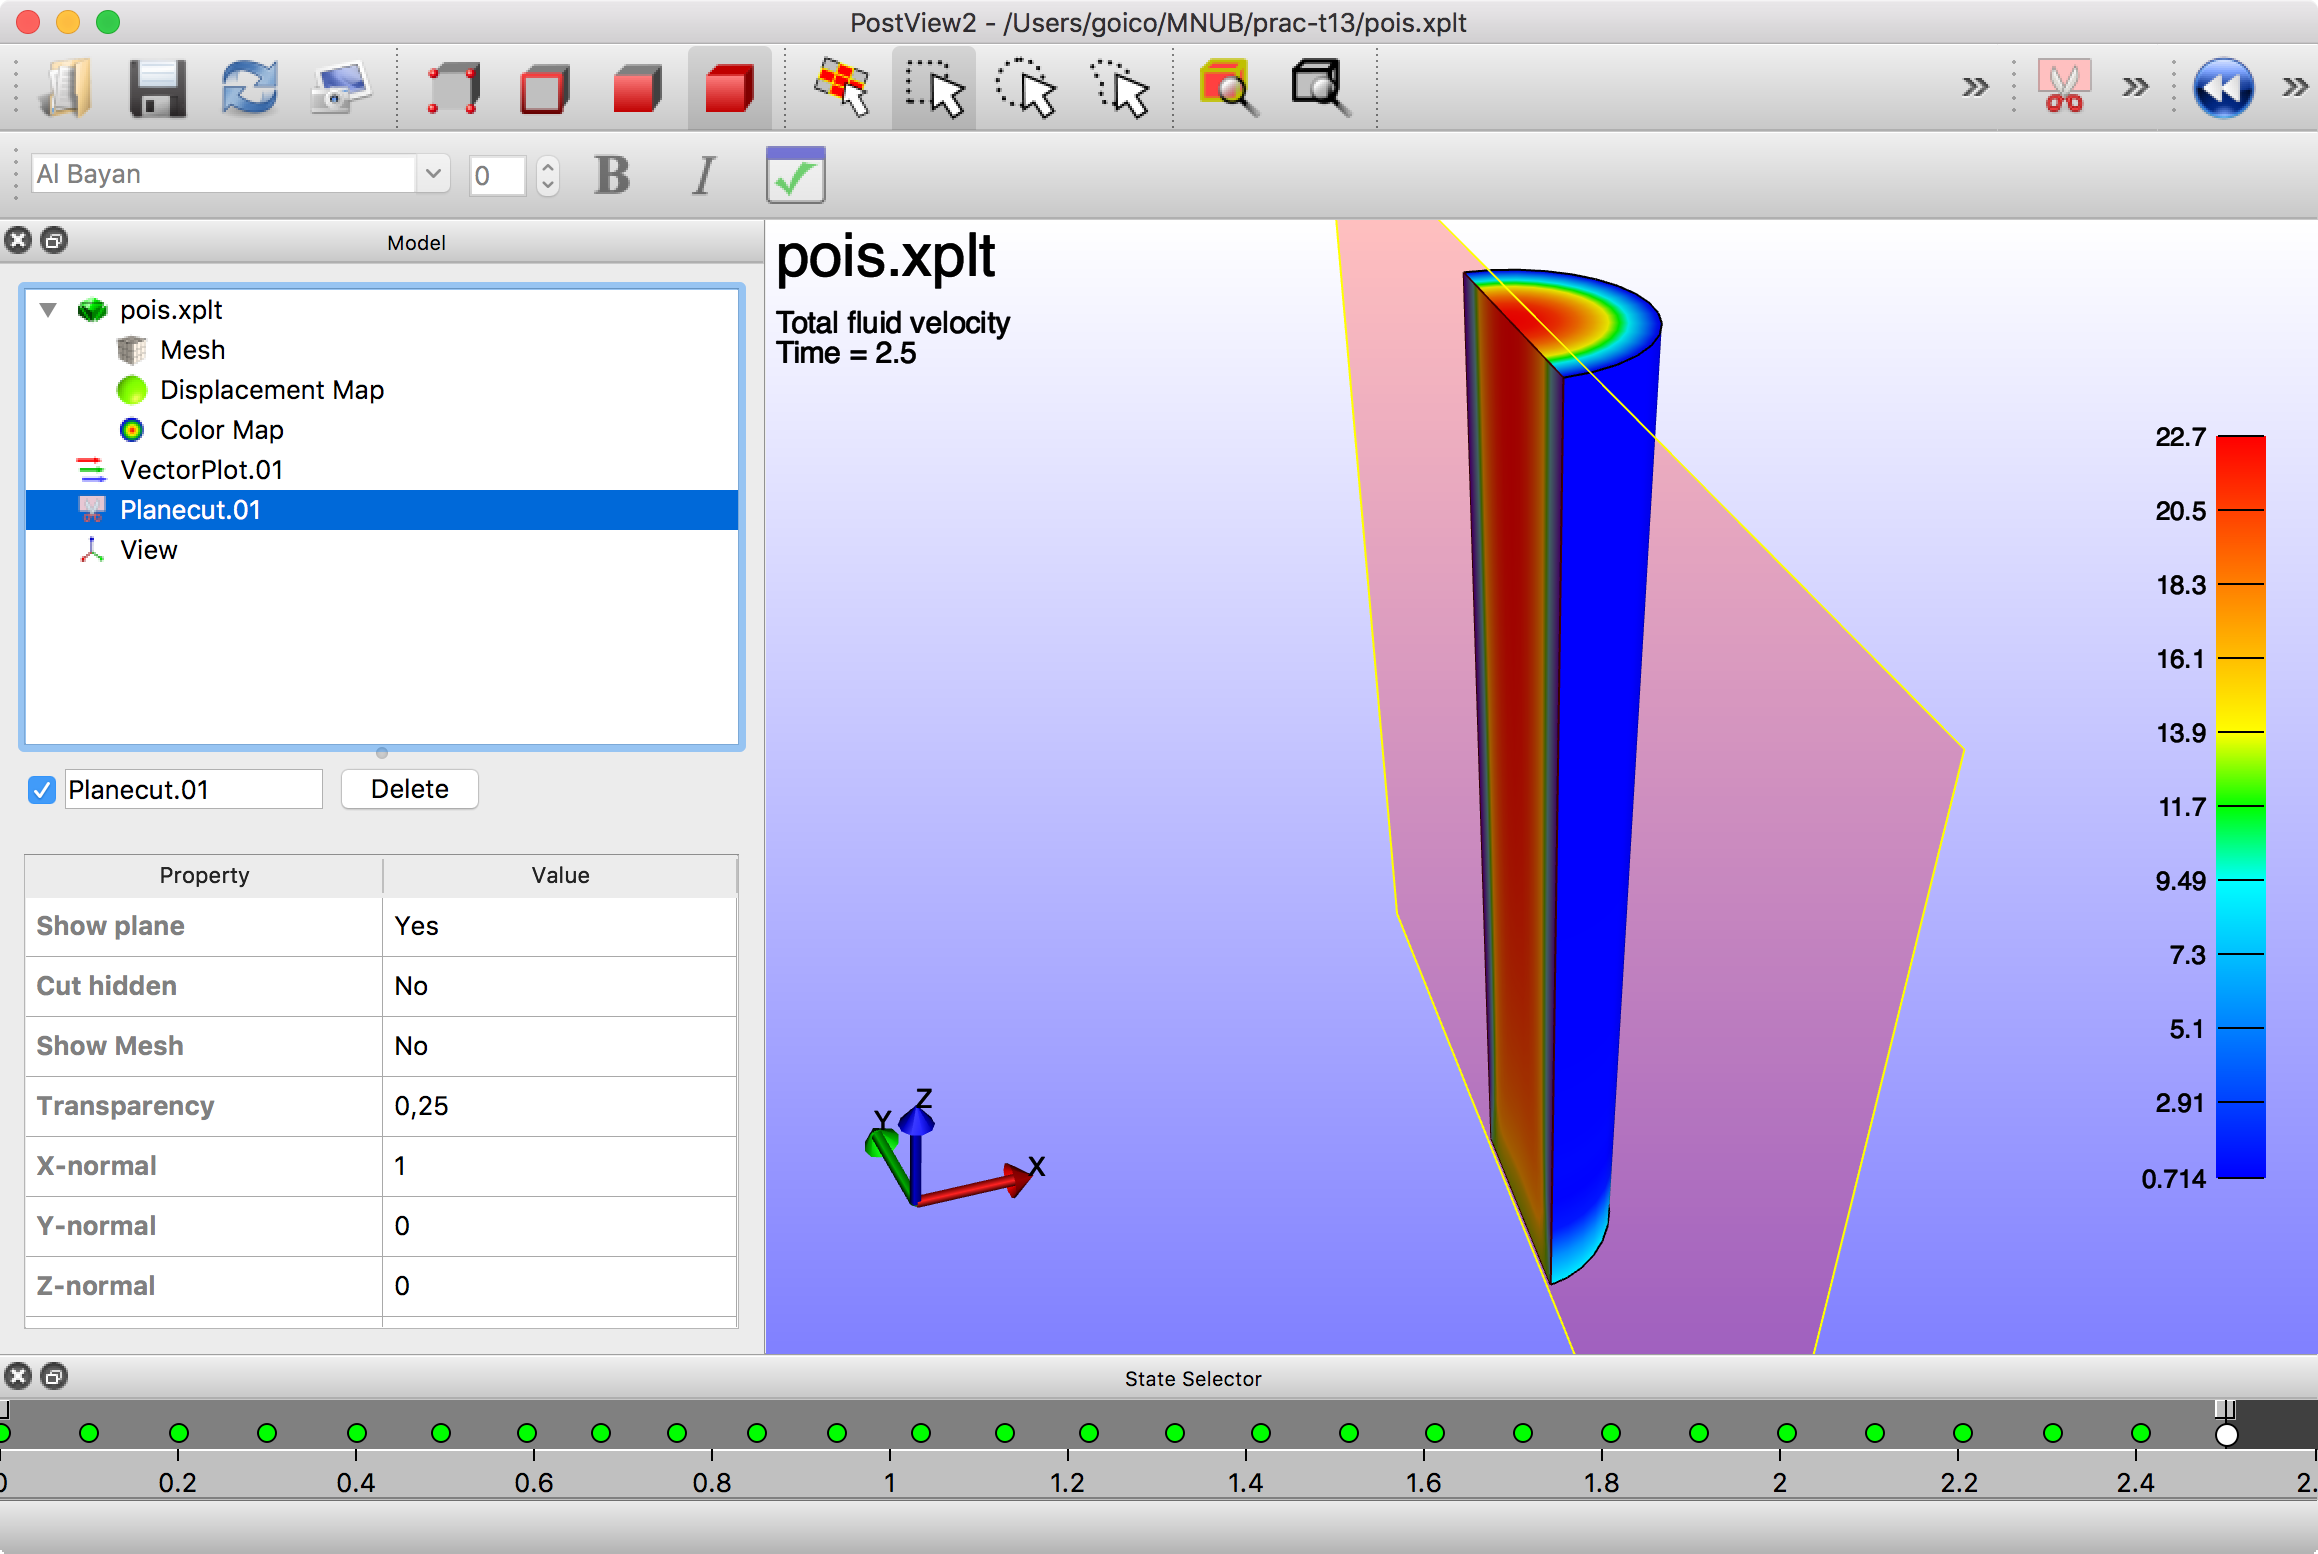 PostView2 - /Users/goico/MNUB/prac-t13/pois.xplt
Al Bayan
0
B
I
Model
pois.xplt
Mesh
Displacement Map
Color Map
VectorPlot.01
Planecut.01
View
Planecut.01
Delete
Property Value
Show plane Yes
Cut hidden No
Show Mesh No
Transparency 0,25
X-normal 1
Y-normal 0
Z-normal 0
pois.xplt
Total fluid velocity
Time = 2.5
22.7
20.5
18.3
16.1
13.9
11.7
9.49
7.3
5.1
2.91
0.714
Z
Y
X
State Selector
0 0.2 0.4 0.6 0.8 1 1.2 1.4 1.6 1.8 2 2.2 2.4 2.